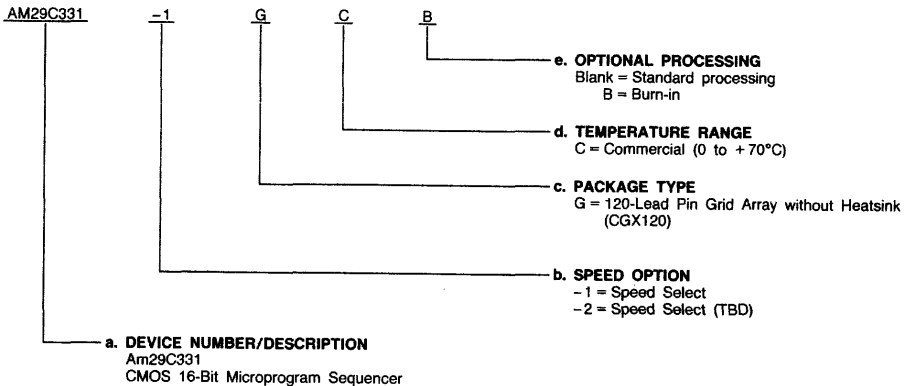 AM29C331 -1 G C B
e. OPTIONAL PROCESSING
Blank = Standard processing
B = Burn-in
d. TEMPERATURE RANGE
C = Commercial (0 to +70°C)
c. PACKAGE TYPE
G = 120-Lead Pin Grid Array without Heatsink
(CGX120)
b. SPEED OPTION
-1 = Speed Select
-2 = Speed Select (TBD)
a. DEVICE NUMBER/DESCRIPTION
Am29C331
CMOS 16-Bit Microprogram Sequencer